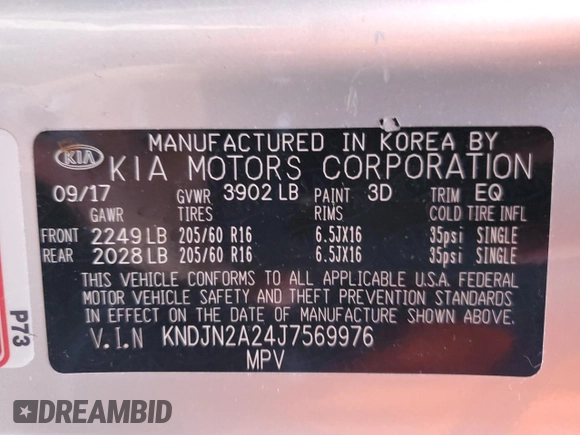 MANUFACTURED IN KOREA BY
KIA KIA MOTORS CORPORATION
09/17 GVWR 3902 LB PAINT 3D TRIM EQ
GAWR TIRES RIMS COLD TIRE INFL
FRONT 2249 LB 205/60 R16 6.5JX16 35psi SINGLE
REAR 2028 LB 205/60 R16 6.5JX16 35psi SINGLE
THIS VEHICLE CONFORMS TO ALL APPLICABLE U.S.A. FEDERAL
MOTOR VEHICLE SAFETY AND THEFT PREVENTION STANDARDS
IN EFFECT ON THE DATE OF MANUFACTURE SHOWN ABOVE.
V.I.N KNDJN2A24J7569976
MPV
P73
DREAMBID